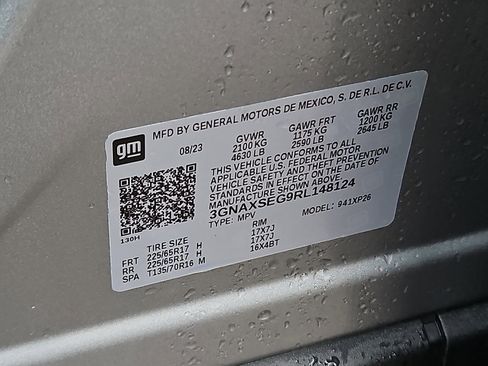 gm
MFD BY GENERAL MOTORS DE MEXICO, S. DE R.L. DE C.V.
08/23 GVWR GAWR FRT GAWR RR
2100 KG 1175 KG 1200 KG
4630 LB 2590 LB 2645 LB
THIS VEHICLE CONFORMS TO ALL
APPLICABLE U.S. FEDERAL MOTOR
VEHICLE SAFETY AND THEFT PREVENTION
STANDARDS IN EFFECT ON THE DATE OF
MANUFACTURE SHOWN ABOVE.
3GNAXSEG9RL148124
TYPE: MPV MODEL: 941XP26
130H
TIRE SIZE RIM
FRT 225/65R17 H 17X7J
RR 225/65R17 H 17X7J
SPA T135/70R16 M 16X4BT